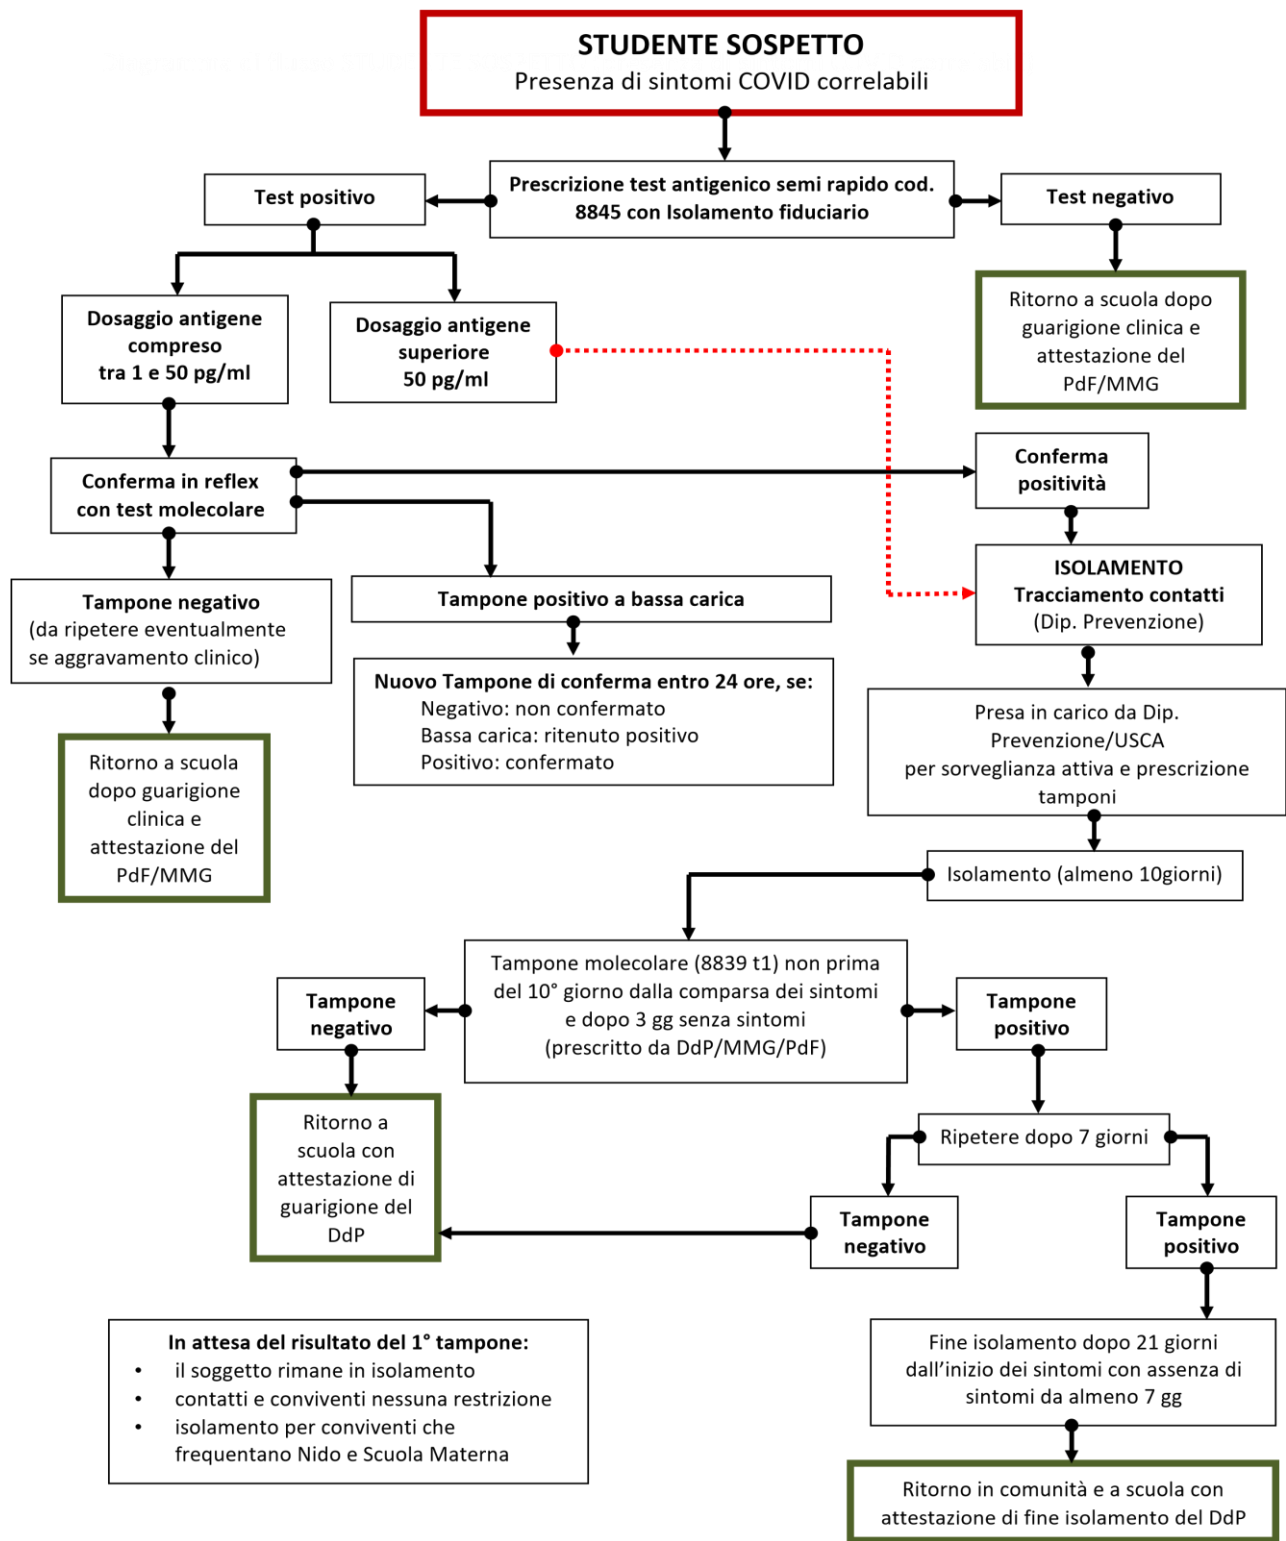 STUDENTE SOSPETTO
Presenza di sintomi COVID correlabili
Test positivo
Prescrizione test antigenico semi rapido cod.
8845 con Isolamento fiduciario
Test negativo
Dosaggio antigene
compreso
tra 1 e 50 pg/ml
Dosaggio antigene
superiore
50 pg/ml
Ritorno a scuola dopo
guarigione clinica e
attestazione del
PdF/MMG
Conferma in reflex
con test molecolare
Conferma
positività
Tampone negativo
(da ripetere eventualmente
se aggravamento clinico)
Tampone positivo a bassa carica
ISOLAMENTO
Tracciamento contatti
(Dip. Prevenzione)
Nuovo Tampone di conferma entro 24 ore, se:
Negativo: non confermato
Bassa carica: ritenuto positivo
Positivo: confermato
Presa in carico da Dip.
Prevenzione/USCA
per sorveglianza attiva e prescrizione
tamponi
Ritorno a scuola
dopo guarigione
clinica e
attestazione del
PdF/MMG
Isolamento (almeno 10giorni)
Tampone
negativo
Tampone molecolare (8839 t1) non prima
del 10° giorno dalla comparsa dei sintomi
e dopo 3 gg senza sintomi
(prescritto da DdP/MMG/PdF)
Tampone
positivo
Ritorno a
scuola con
attestazione di
guarigione del
DdP
Ripetere dopo 7 giorni
Tampone
negativo
Tampone
positivo
In attesa del risultato del 1° tampone:
• il soggetto rimane in isolamento
• contatti e conviventi nessuna restrizione
• isolamento per conviventi che
frequentano Nido e Scuola Materna
Fine isolamento dopo 21 giorni
dall’inizio dei sintomi con assenza di
sintomi da almeno 7 gg
Ritorno in comunità e a scuola con
attestazione di fine isolamento del DdP